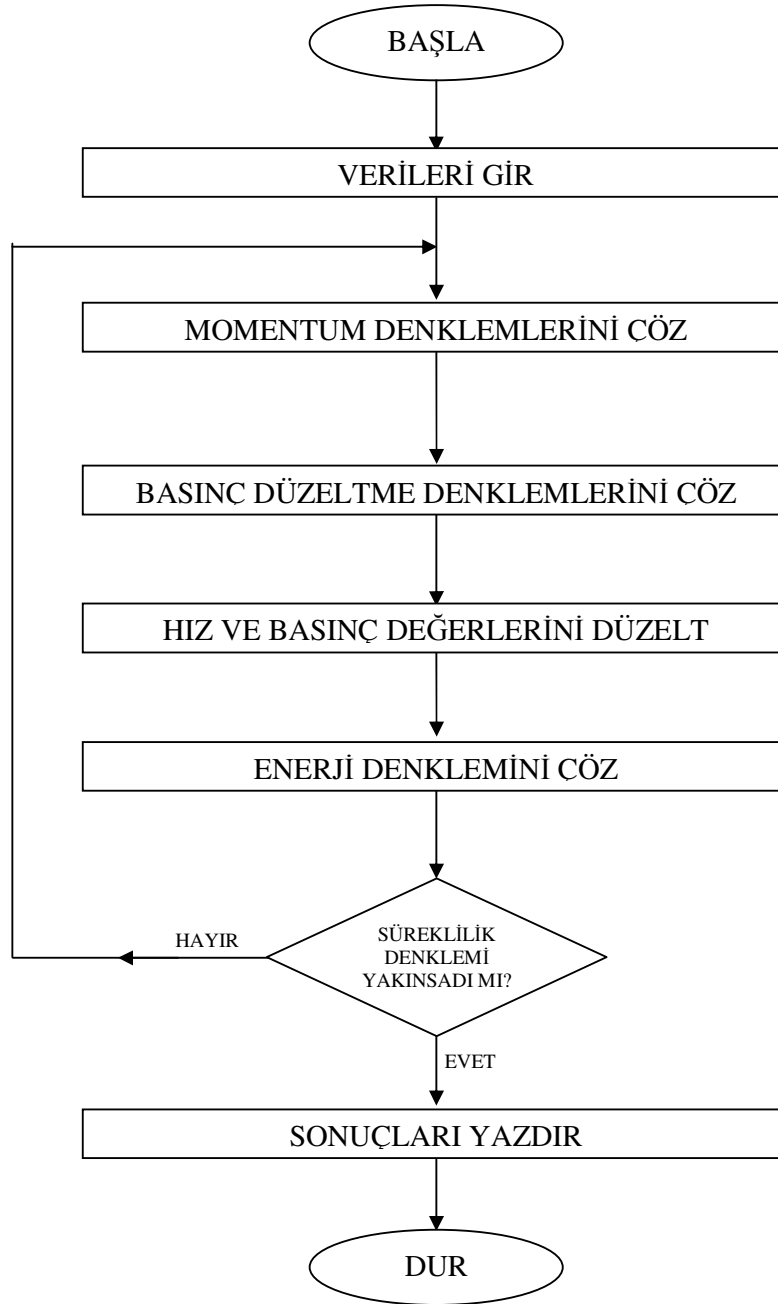 BAŞLA
VERİLERİ GİR
MOMENTUM DENKLEMLERİNİ ÇÖZ
BASINÇ DÜZELTME DENKLEMLERİNİ ÇÖZ
HIZ VE BASINÇ DEĞERLERİNİ DÜZELT
ENERJİ DENKLEMİNİ ÇÖZ
HAYIR
SÜREKLİLİK
DENKLEMİ
YAKINSADI MI?
EVET
SONUÇLARI YAZDIR
DUR